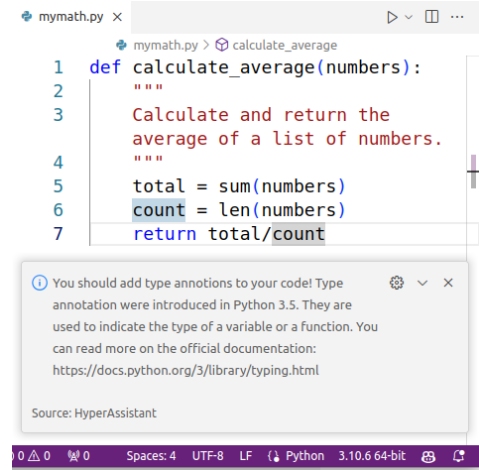 mymath.py
mymath.py > calculate_average
1 def calculate_average(numbers):
2 """
3 Calculate and return the
average of a list of numbers.
4 """
5 total = sum(numbers)
6 count = len(numbers)
7 return total/count
You should add type annotions to your code! Type
annotation were introduced in Python 3.5. They are
used to indicate the type of a variable or a function. You
can read more on the official documentation:
https://docs.python.org/3/library/typing.html
Source: HyperAssistant
0 0 0 Spaces: 4 UTF-8 LF Python 3.10.6 64-bit